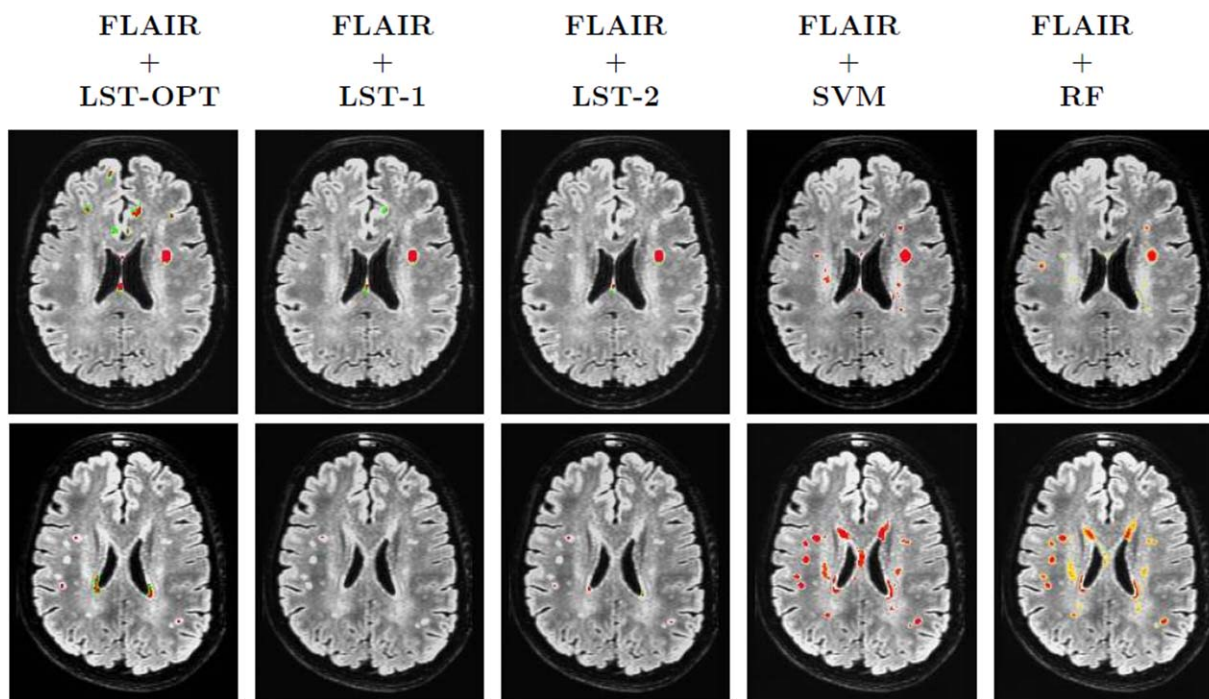 FLAIR FLAIR FLAIR FLAIR FLAIR
+ + + + +
LST-OPT LST-1 LST-2 SVM RF